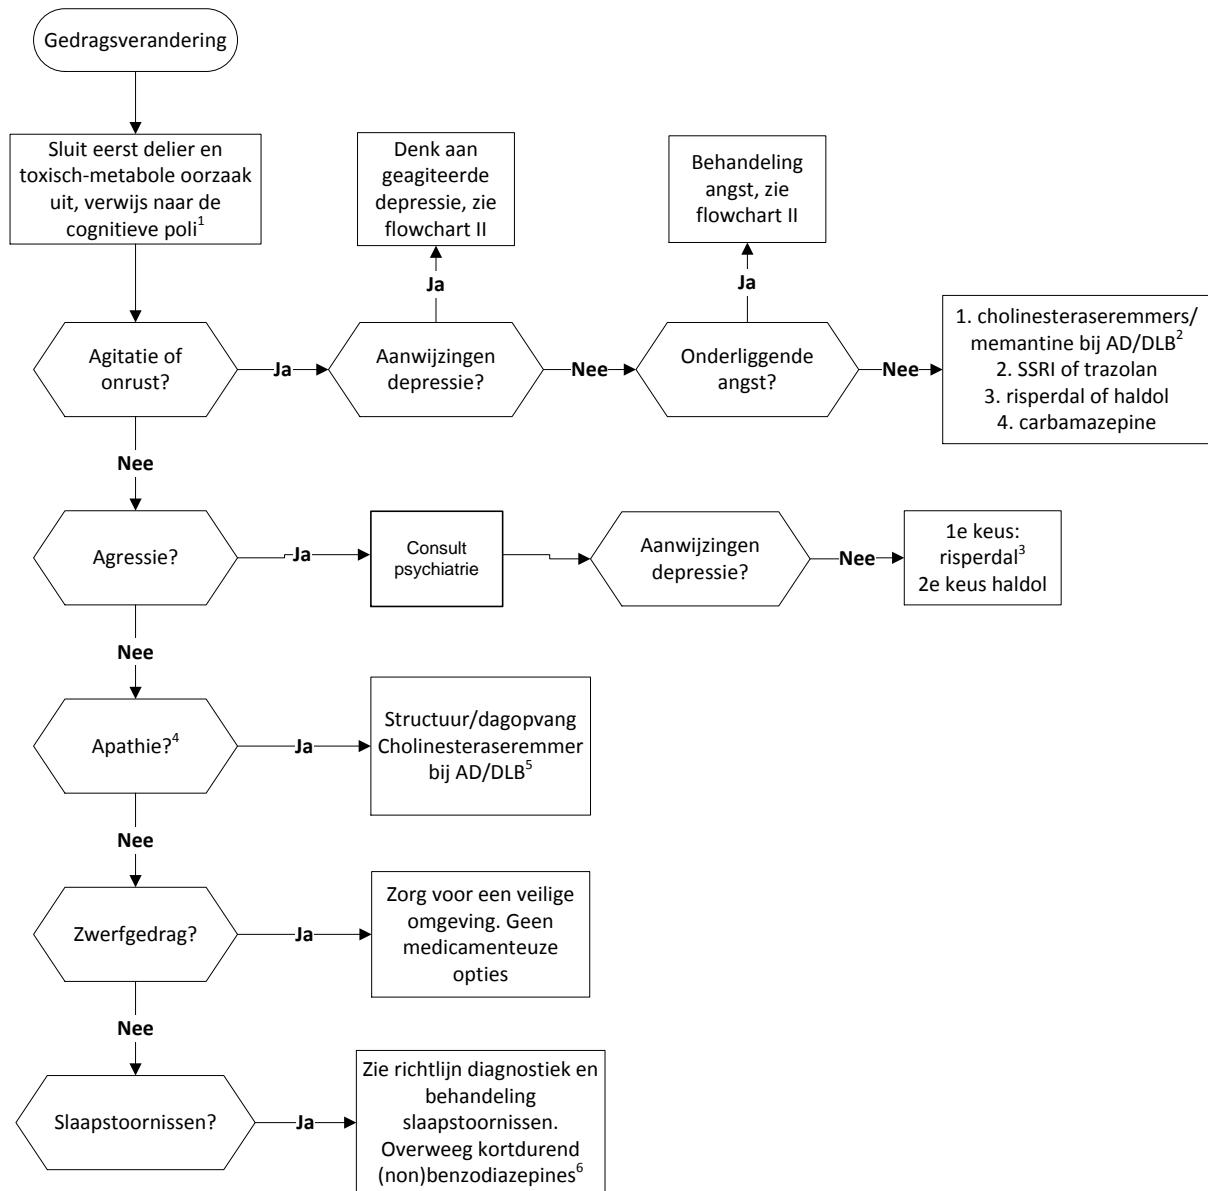 Gedragsverandering
Sluit eerst delier en
toxisch-metabole oorzaak
uit, verwijs naar de
cognitieve poli1
Denk aan
geagiteerde
depressie, zie
flowchart II
Behandeling
angst, zie
flowchart II
Ja
Ja
Agitatie of
onrust?
Ja
Aanwijzingen
depressie?
Nee
Onderliggende
angst?
Nee
1. cholinesteraseremmers/
memantine bij AD/DLB2
2. SSRI of trazolan
3. risperdal of haldol
4. carbamazepine
Nee
Agressie?
Ja
Consult
psychiatrie
Aanwijzingen
depressie?
Nee
1e keus:
risperdal3
2e keus haldol
Nee
Apathie?4
Ja
Structuur/dagopvang
Cholinesteraseremmer
bij AD/DLB5
Nee
Zwerfgedrag?
Ja
Zorg voor een veilige
omgeving. Geen
medicamenteuze
opties
Nee
Slaapstoornissen?
Ja
Zie richtlijn diagnostiek en
behandeling
slaapstoornissen.
Overweeg kortdurend
(non)benzodiazepines6